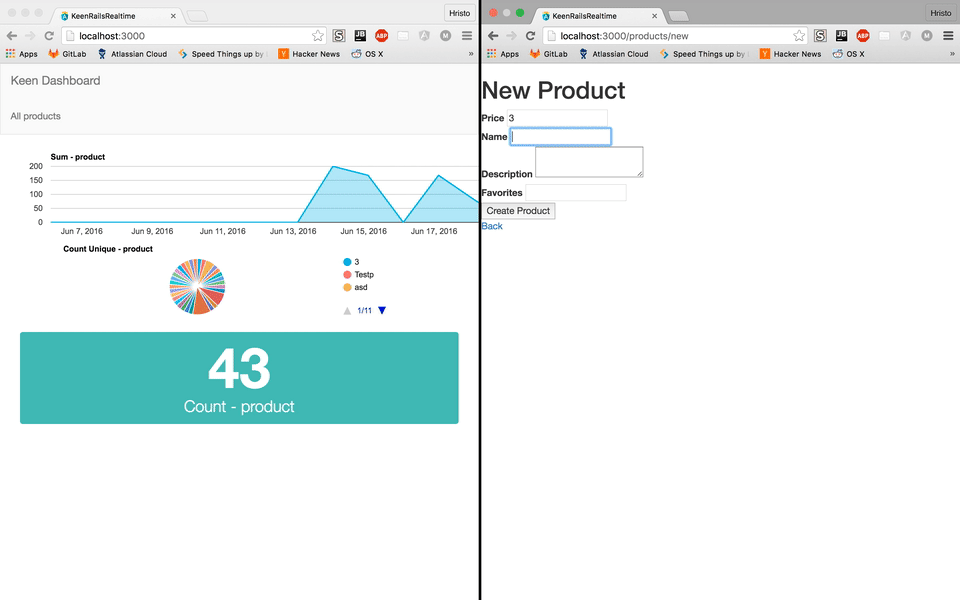 KeenRailsRealtime
Hristo
localhost:3000
Apps GitLab Atlassian Cloud Speed Things up by Hacker News OS X »
Keen Dashboard
All products
Sum - product
200
150
100
50
0
Jun 7, 2016 Jun 9, 2016 Jun 11, 2016 Jun 13, 2016 Jun 15, 2016 Jun 17, 2016
Count Unique - product
3
Testp
asd
1/11
43
Count - product
KeenRailsRealtime
Hristo
localhost:3000/products/new
Apps GitLab Atlassian Cloud Speed Things up by Hacker News OS X »
New Product
Price 3
Name
Description
Favorites
Create Product
Back